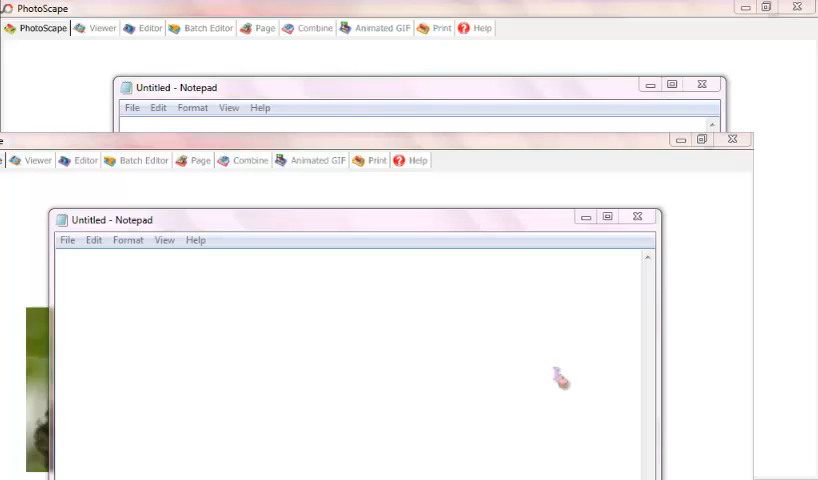 PhotoScape
PhotoScape Viewer Editor Batch Editor Page Combine Animated GIF Print Help
Untitled - Notepad
File Edit Format View Help
e
e Viewer Editor Batch Editor Page Combine Animated GIF Print Help
Untitled - Notepad
File Edit Format View Help